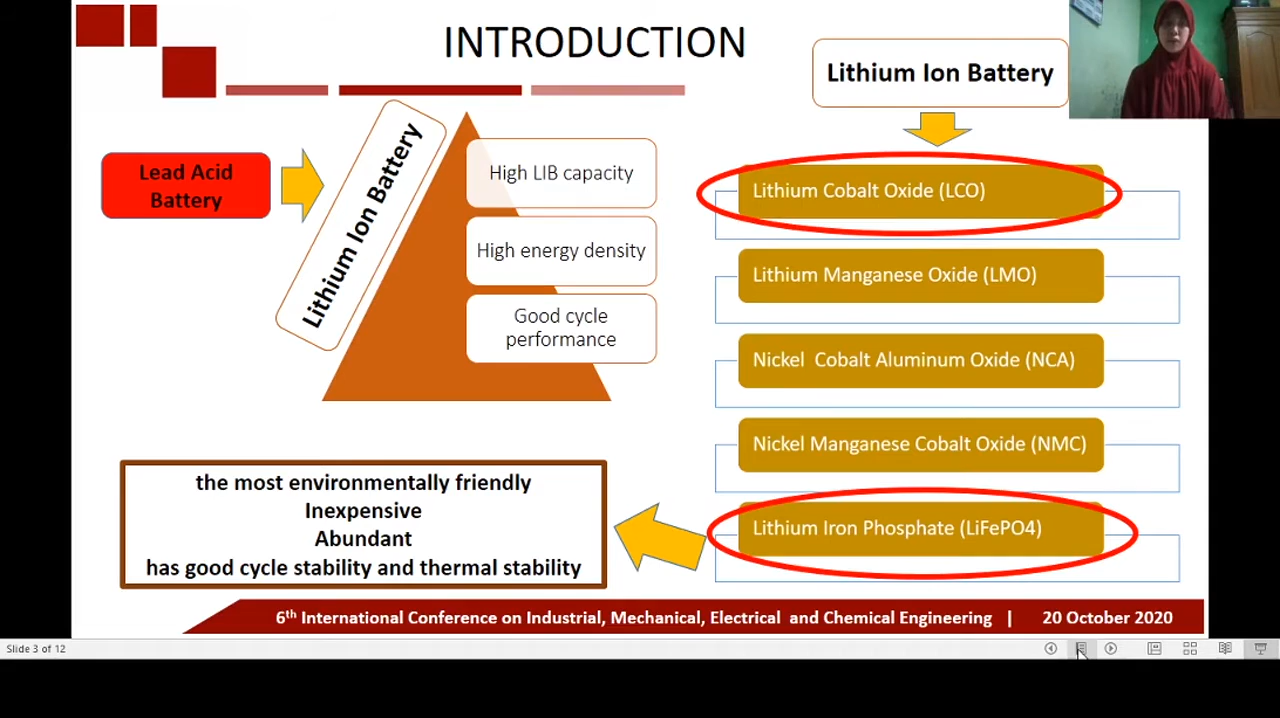 INTRODUCTION
Lithium Ion Battery
Lead Acid
Battery
Lithium Ion Battery
High LIB capacity
High energy density
Good cycle
performance
Lithium Cobalt Oxide (LCO)
Lithium Manganese Oxide (LMO)
Nickel  Cobalt Aluminum Oxide (NCA)
Nickel Manganese Cobalt Oxide (NMC)
Lithium Iron Phosphate (LiFePO4)
the most environmentally friendly
Inexpensive
Abundant
has good cycle stability and thermal stability
6th International Conference on Industrial, Mechanical, Electrical  and Chemical Engineering | 20 October 2020
Slide 3 of 12